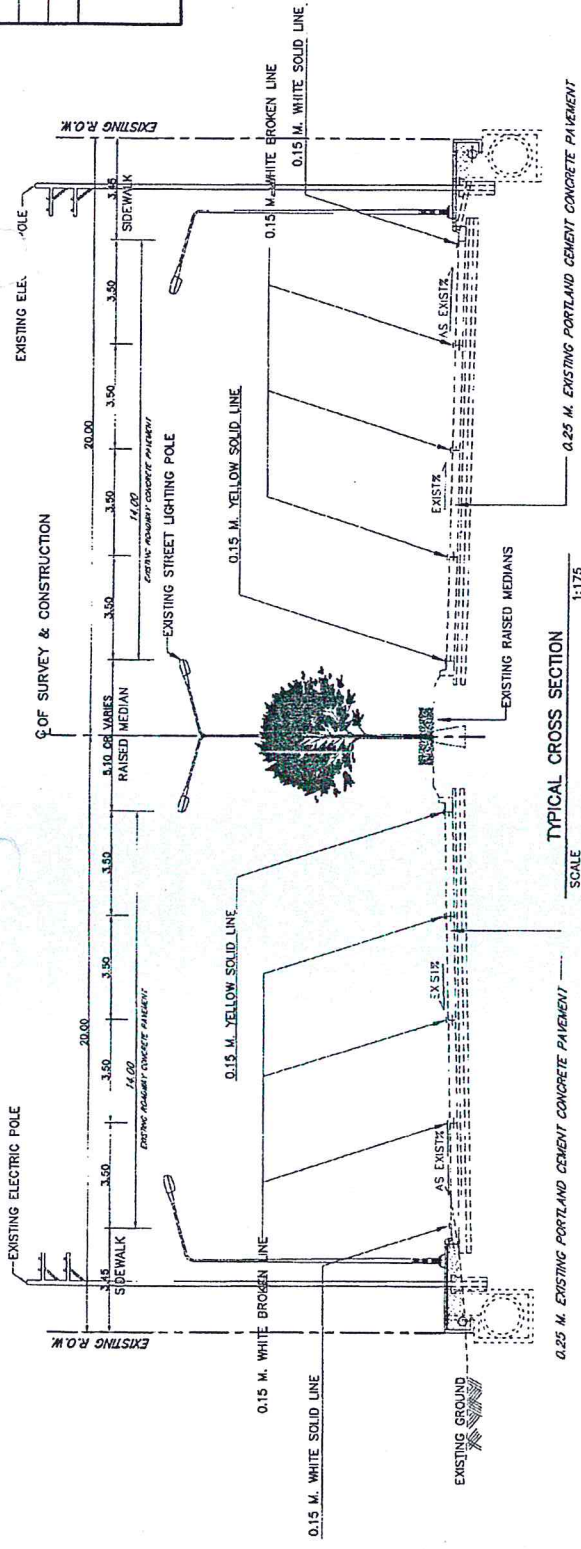 ℄ OF SURVEY & CONSTRUCTION
EXISTING ELECTRIC POLE
EXISTING R.O.W.
EXISTING R.O.W.
20.00
20.00
3.45
3.50
3.50
3.50
3.50
5.10 OR VARIES
3.50
3.50
3.50
3.50
3.45
SIDEWALK
14.00
EXISTING ROADWAY CONCRETE PAVEMENT
RAISED MEDIAN
14.00
EXISTING ROADWAY CONCRETE PAVEMENT
SIDEWALK
EXISTING STREET LIGHTING POLE
0.15 M. WHITE BROKEN LINE
0.15 M. WHITE SOLID LINE
0.15 M. YELLOW SOLID LINE
0.15 M. YELLOW SOLID LINE
0.15 M. WHITE BROKEN LINE
0.15 M. WHITE SOLID LINE
AS EXIST%
EXIST%
EXIST%
AS EXIST%
EXISTING GROUND
EXISTING RAISED MEDIANS
0.25 M. EXISTING PORTLAND CEMENT CONCRETE PAVEMENT
0.25 M. EXISTING PORTLAND CEMENT CONCRETE PAVEMENT
TYPICAL CROSS SECTION
SCALE 1:175